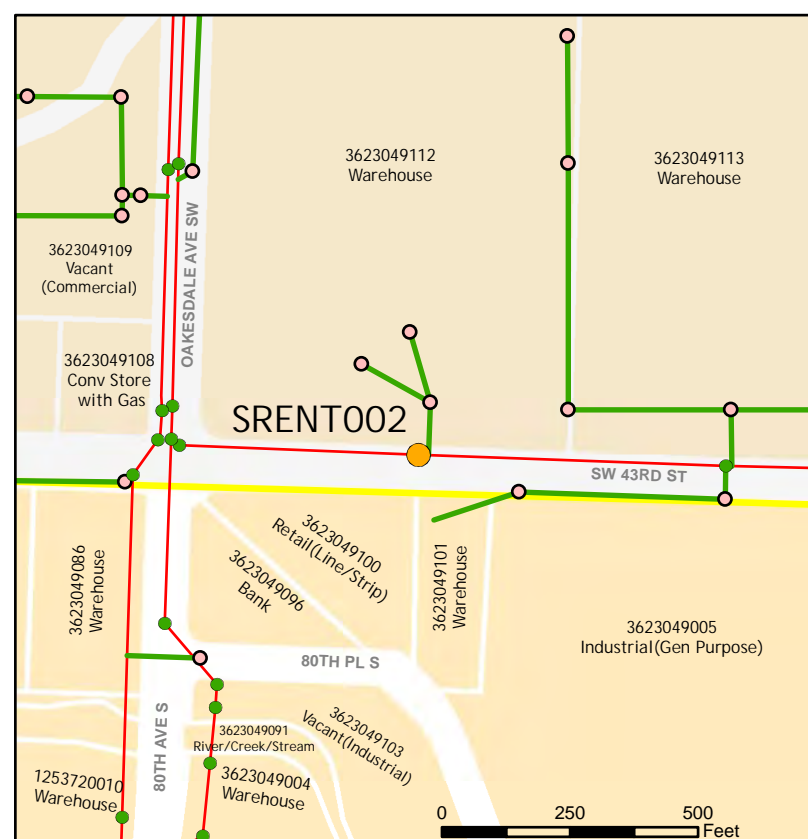 3623049112
Warehouse
3623049113
Warehouse
OAKESDALE AVE SW
3623049109
Vacant
(Commercial)
3623049108
Conv Store
with Gas
SRENT002
SW 43RD ST
3623049086
Warehouse
3623049100
Retail(Line/Strip)
3623049096
Bank
3623049101
Warehouse
3623049005
Industrial(Gen Purpose)
80TH PL S
80TH AVE S
3623049091
River/Creek/Stream
3623049103
Vacant(Industrial)
1253720010
Warehouse
3623049004
Warehouse
0 250 500
Feet